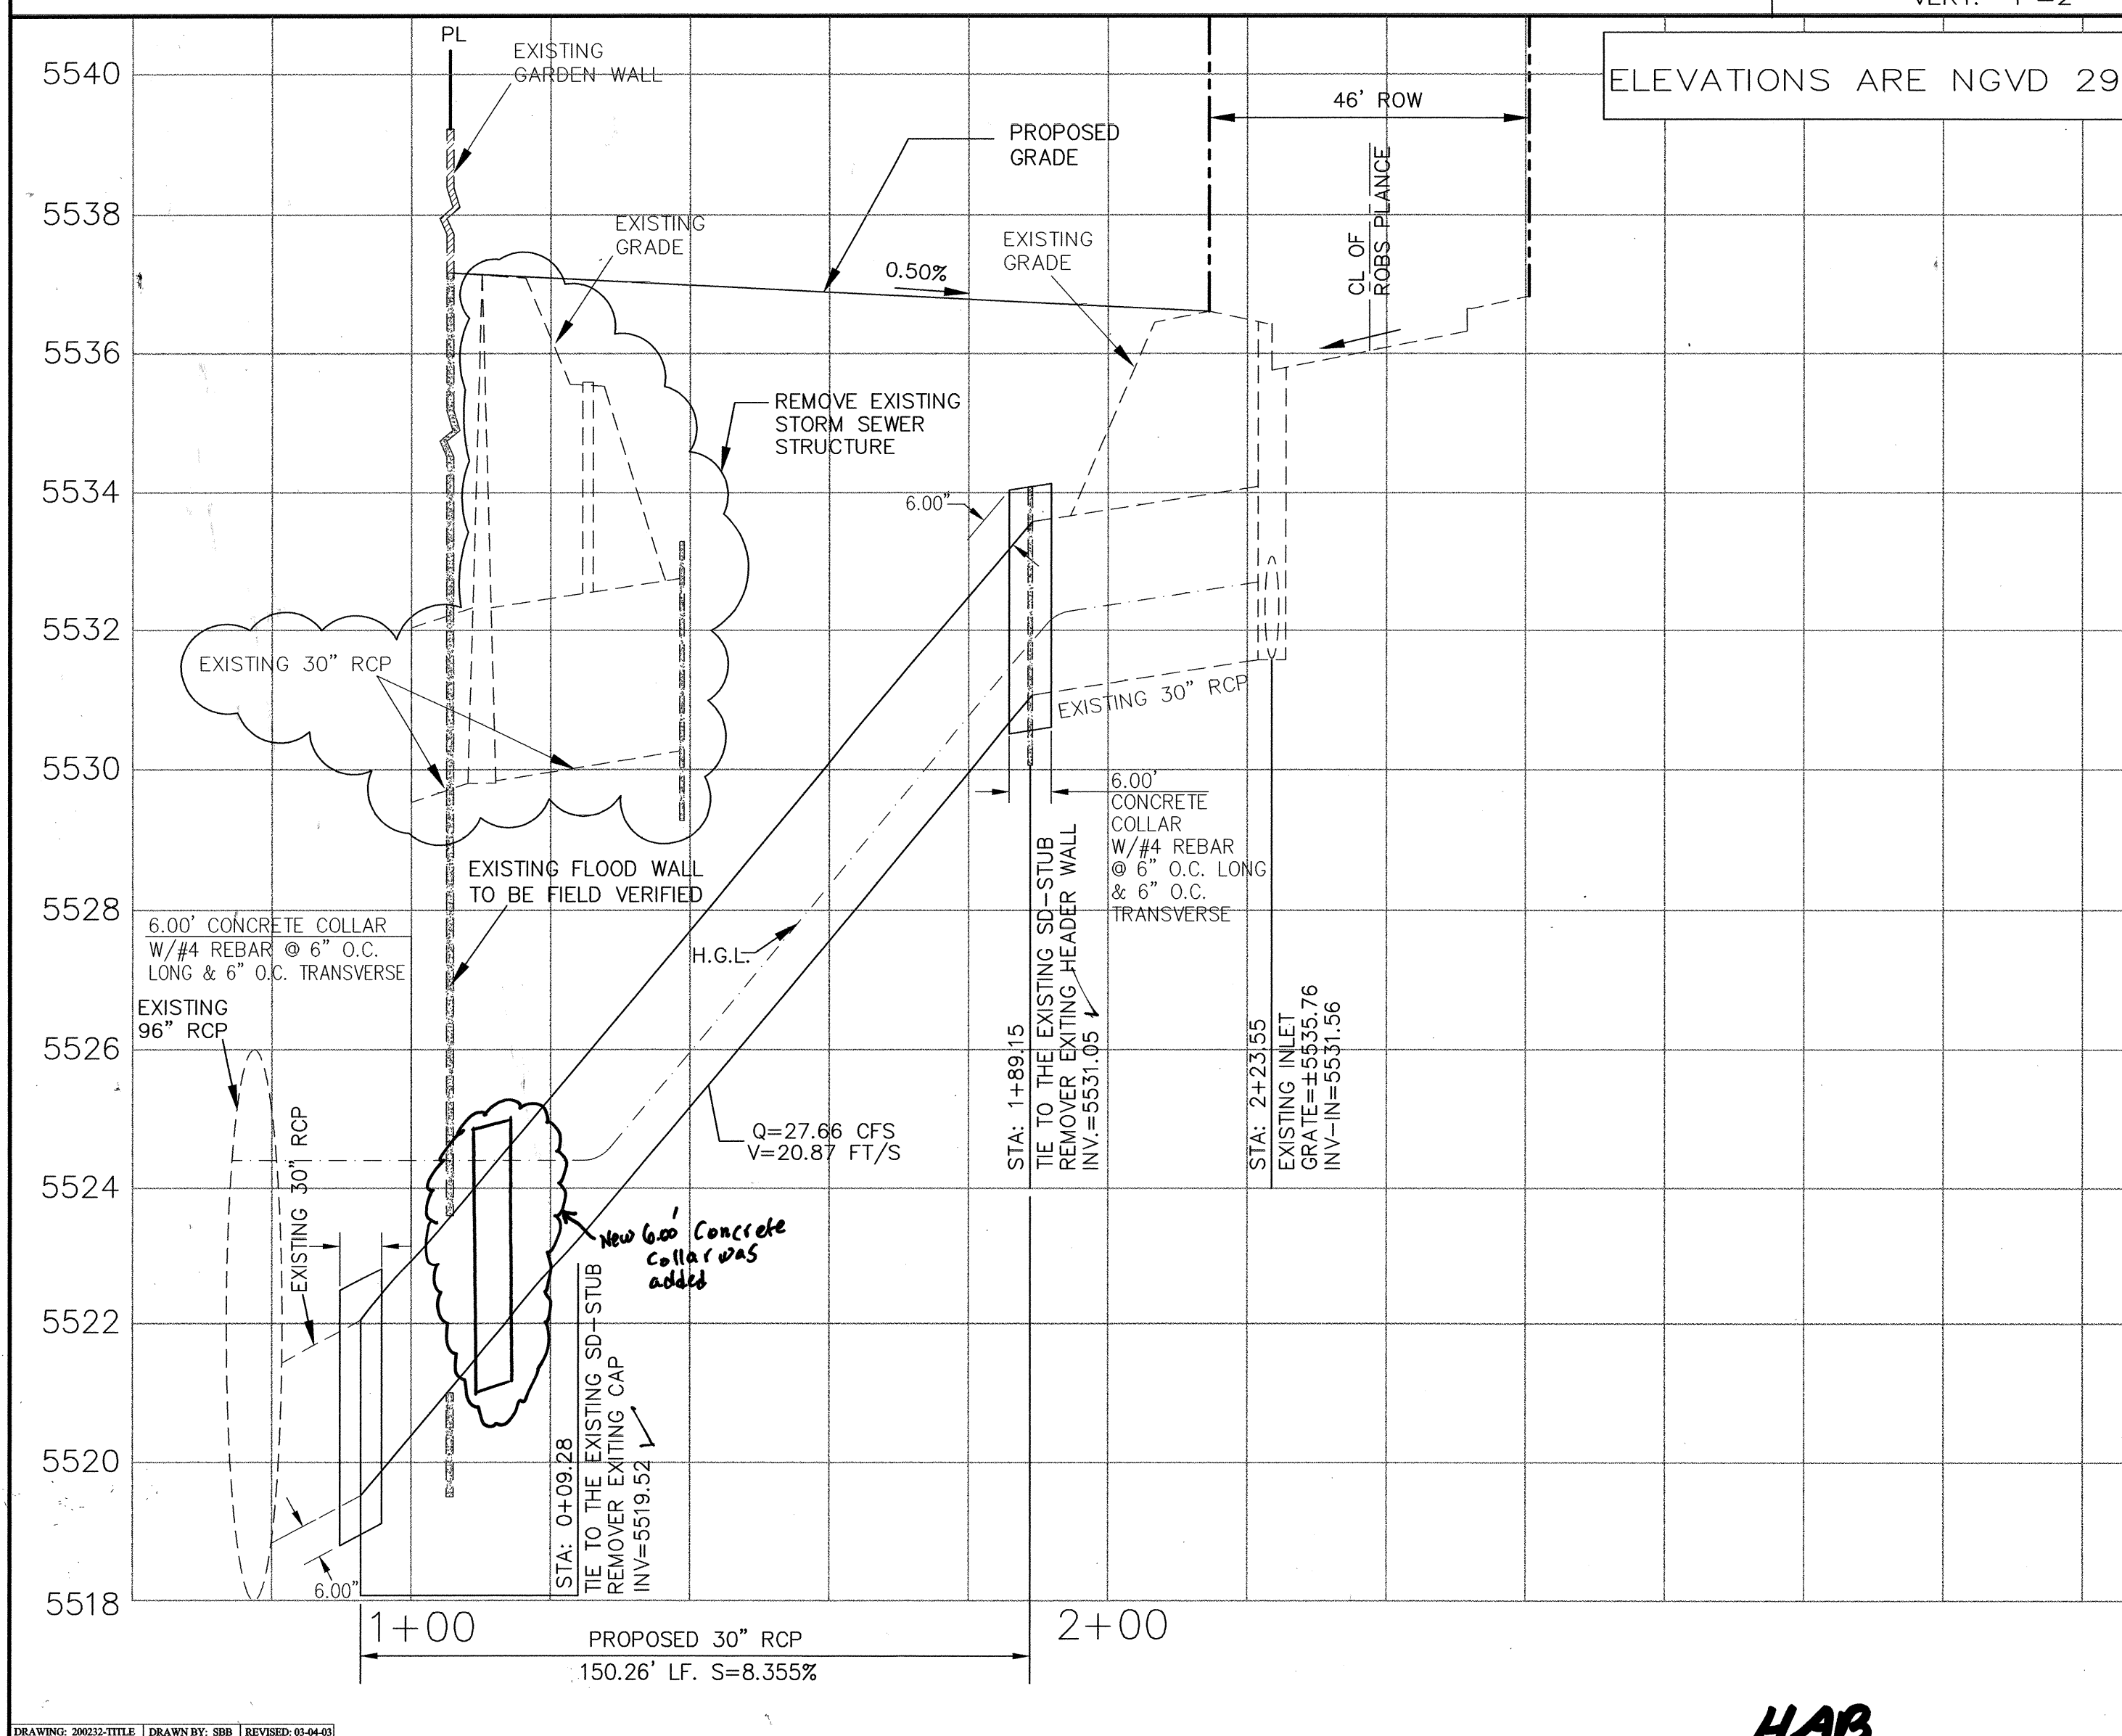 VERT. 1"=2'
ELEVATIONS ARE NGVD 29
PL
EXISTING
GARDEN WALL
5540
46' ROW
PROPOSED
GRADE
CL OF
ROBS PLANCE
5538
EXISTING
GRADE
EXISTING
GRADE
0.50%
5536
REMOVE EXISTING
STORM SEWER
STRUCTURE
5534
6.00"
5532
EXISTING 30" RCP
EXISTING 30" RCP
5530
6.00'
CONCRETE
COLLAR
W/#4 REBAR
@ 6" O.C. LONG
& 6" O.C.
TRANSVERSE
EXISTING FLOOD WALL
TO BE FIELD VERIFIED
5528
6.00' CONCRETE COLLAR
W/#4 REBAR @ 6" O.C.
LONG & 6" O.C. TRANSVERSE
H.G.L.
EXISTING
96" RCP
5526
STA: 1+89.15
TIE TO THE EXISTING SD-STUB
REMOVER EXITING HEADER WALL
INV.=5531.05
STA: 2+23.55
EXISTING INLET
GRATE=±5535.76
INV-IN=5531.56
EXISTING 30" RCP
Q=27.66 CFS
V=20.87 FT/S
5524
New 6.00' Concrete
Collar was
added
5522
STA: 0+09.28
TIE TO THE EXISTING SD-STUB
REMOVER EXITING CAP
INV=5519.52
5520
6.00"
5518
1+00
2+00
PROPOSED 30" RCP
150.26' LF. S=8.355%
HAB
DRAWING: 200232-TITLE DRAWN BY: SBB REVISED: 03-04-03